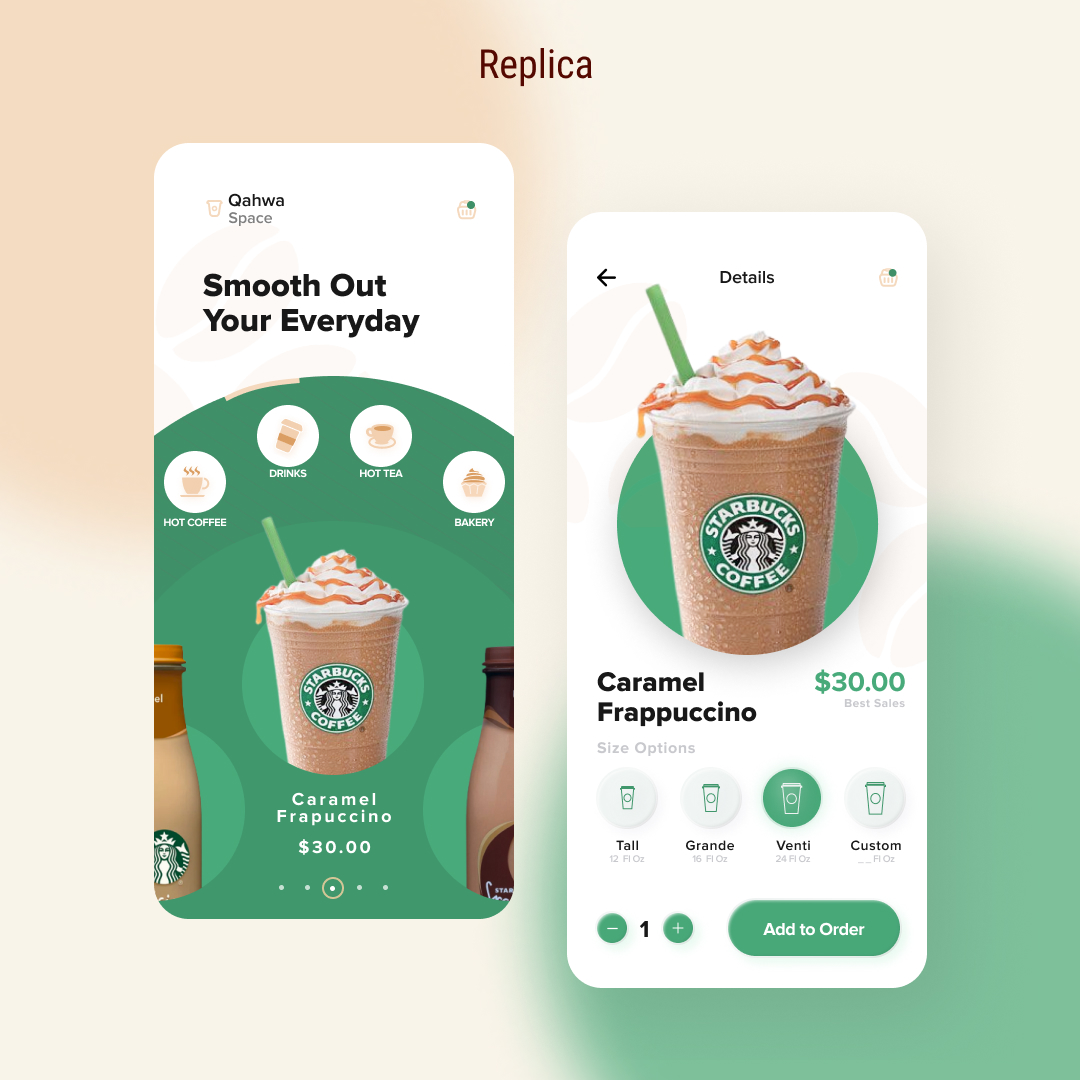 Replica
Qahwa
Space
Smooth Out
Your Everyday
DRINKS
HOT TEA
HOT COFFEE
BAKERY
STARBUCKS
COFFEE
Caramel
Frapuccino
$30.00
Details
STARBUCKS
COFFEE
Caramel
Frappuccino
$30.00
Best Sales
Size Options
Tall
12 Fl Oz
Grande
16 Fl Oz
Venti
24 Fl Oz
Custom
__Fl Oz
1
Add to Order